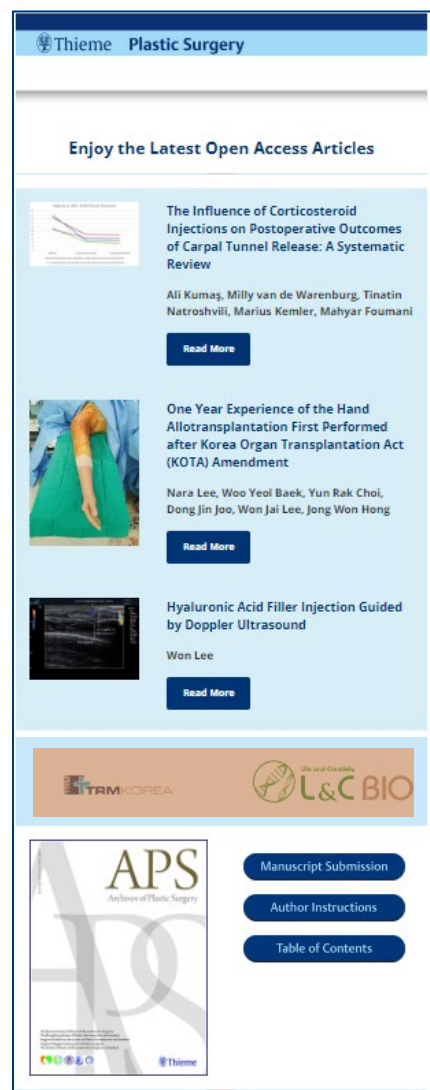 Thieme Plastic Surgery
Enjoy the Latest Open Access Articles
The Influence of Corticosteroid
Injections on Postoperative Outcomes
of Carpal Tunnel Release: A Systematic
Review
Ali Kumaş, Milly van de Warenburg, Tinatin
Natroshvili, Marius Kemler, Mahyar Foumani
Read More
One Year Experience of the Hand
Allotransplantation First Performed
after Korea Organ Transplantation Act
(KOTA) Amendment
Nara Lee, Woo Yeol Baek, Yun Rak Choi,
Dong Jin Joo, Won Jai Lee, Jong Won Hong
Read More
Hyaluronic Acid Filler Injection Guided
by Doppler Ultrasound
Won Lee
Read More
TRMKOREA
Life and Creativity
L&C BIO
APS
Archives of Plastic Surgery
Thieme
Manuscript Submission
Author Instructions
Table of Contents